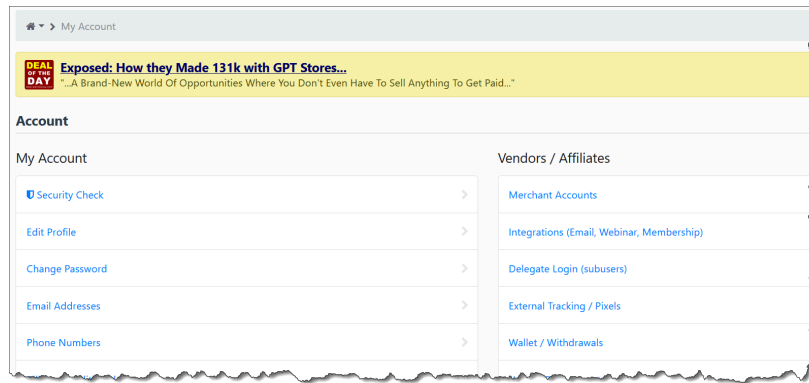 My Account
DEAL
OF THE
DAY
Exposed: How they Made 131k with GPT Stores...
"...A Brand-New World Of Opportunities Where You Don't Even Have To Sell Anything To Get Paid..."
Account
My Account
Vendors / Affiliates
Security Check
Merchant Accounts
Edit Profile
Integrations (Email, Webinar, Membership)
Change Password
Delegate Login (subusers)
Email Addresses
External Tracking / Pixels
Phone Numbers
Wallet / Withdrawals